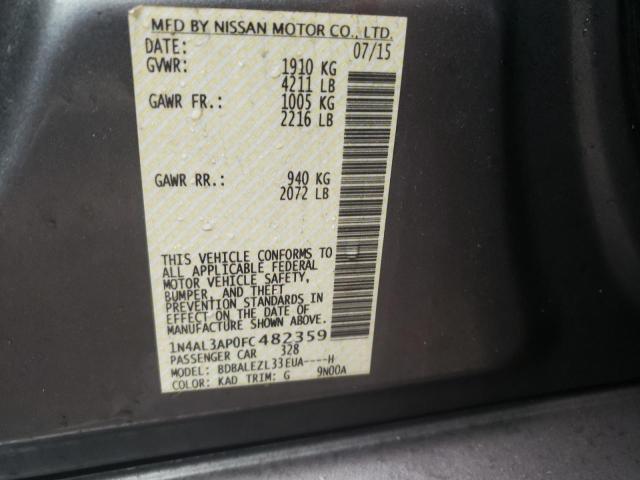 MFD BY NISSAN MOTOR CO., LTD.
DATE: 07/15
GVWR: 1910 KG
4211 LB
GAWR FR.: 1005 KG
2216 LB
GAWR RR.: 940 KG
2072 LB
THIS VEHICLE CONFORMS TO
ALL APPLICABLE FEDERAL
MOTOR VEHICLE SAFETY,
BUMPER, AND THEFT
PREVENTION STANDARDS IN
EFFECT ON THE DATE OF
MANUFACTURE SHOWN ABOVE.
1N4AL3AP0FC482359
PASSENGER CAR 328
MODEL: BDBALEZL33EUA----H
COLOR: KAD TRIM: G 9N00A